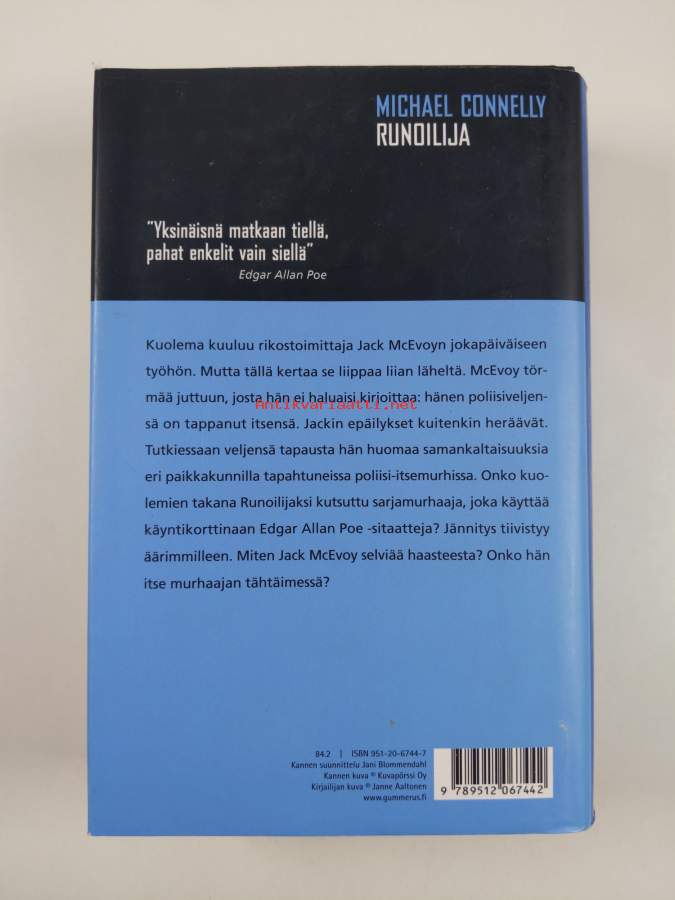 MICHAEL CONNELLY
RUNOILIJA
"Yksinäisnä matkaan tiellä,
pahat enkelit vain siellä"
Edgar Allan Poe
Kuolema kuuluu rikostoimittaja Jack McEvoyn jokapäiväiseen
työhön. Mutta tällä kertaa se liippaa liian läheltä. McEvoy tör-
mää juttuun, josta hän ei haluaisi kirjoittaa: hänen poliisiveljen-
Antikvariaatti.net
sä on tappanut itsensä. Jackin epäilykset kuitenkin heräävät.
Tutkiessaan veljensä tapausta hän huomaa samankaltaisuuksia
eri paikkakunnilla tapahtuneissa poliisi-itsemurhissa. Onko kuo-
lemien takana Runoilijaksi kutsuttu sarjamurhaaja, joka käyttää
käyntikorttinaan Edgar Allan Poe -sitaatteja? Jännitys tiivistyy
äärimmilleen. Miten Jack McEvoy selviää haasteesta? Onko hän
itse murhaajan tähtäimessä?
84.2 | ISBN 951-20-6744-7
Kannen suunnittelu Jani Blommendahl
Kannen kuva © Kuvapörssi Oy
Kirjailijan kuva © Janne Aaltonen
www.gummerus.fi
9 789512 067442